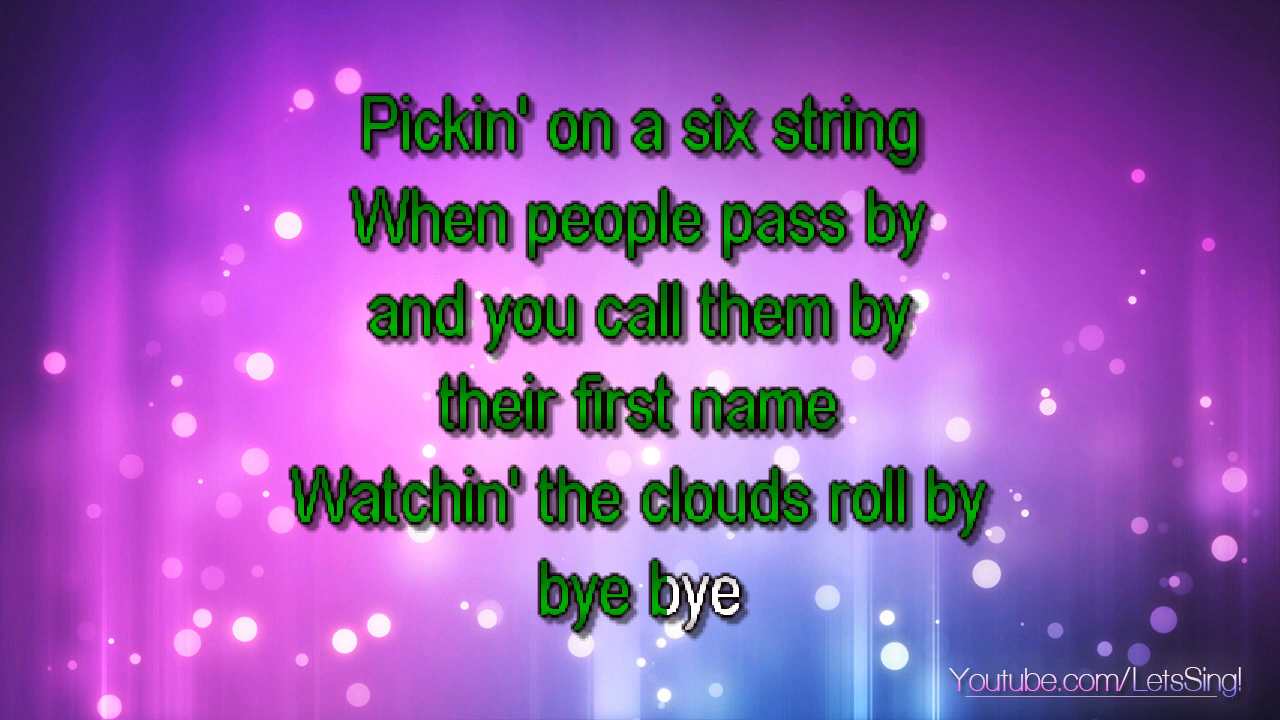 Pickin' on a six string
When people pass by
and you call them by
their first name
Watchin' the clouds roll by
bye bye
Youtube.com/LetsSing!